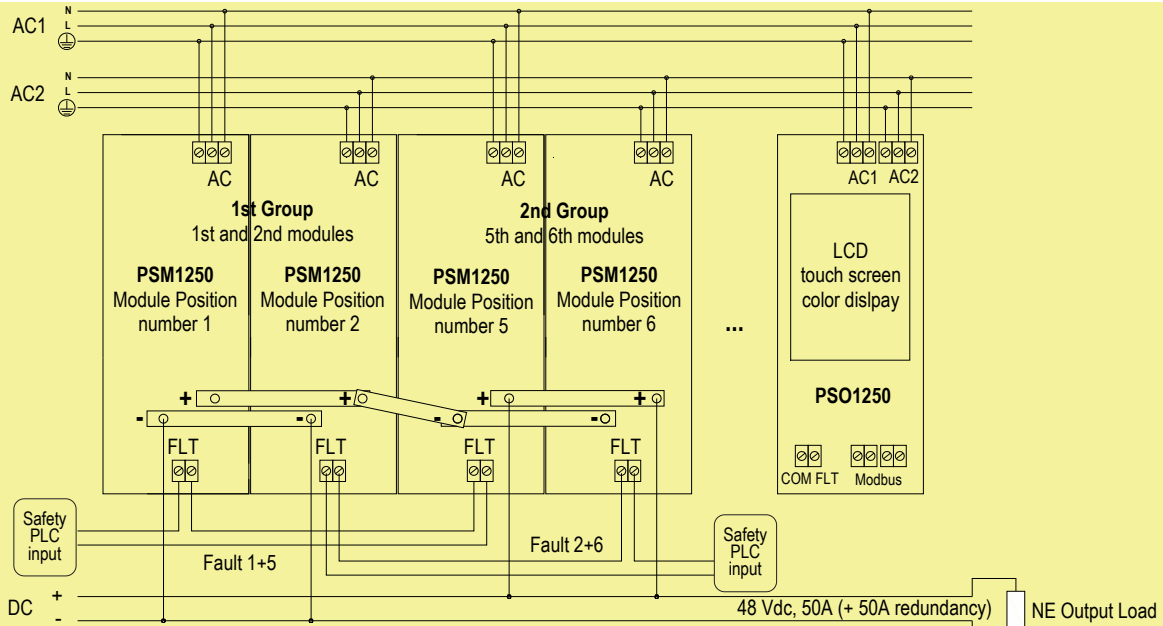 N
AC1 L
N
AC2 L
AC AC AC AC AC1 AC2
1st Group
1st and 2nd modules
2nd Group
5th and 6th modules
PSM1250
Module Position
number 1
PSM1250
Module Position
number 2
PSM1250
Module Position
number 5
PSM1250
Module Position
number 6
...
LCD
touch screen
color dislpay
PSO1250
+ + + +
- - - -
FLT FLT FLT FLT
COM FLT Modbus
Safety
PLC
input
Fault 1+5
Fault 2+6
Safety
PLC
input
DC + -
48 Vdc, 50A (+ 50A redundancy)
NE Output Load